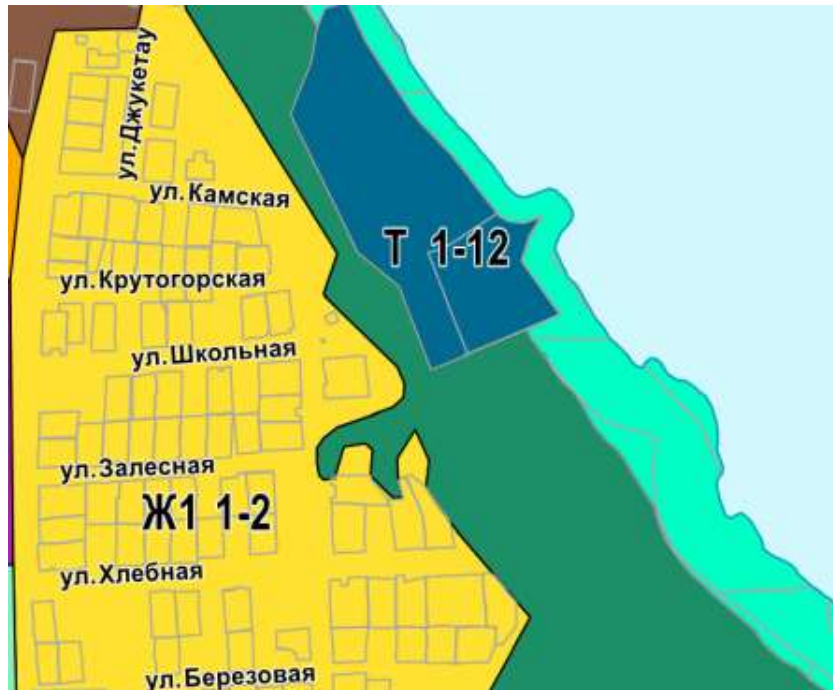 ул.Джукетау
ул.Камская
Т 1-12
ул.Крутогорская
ул.Школьная
ул.Залесная
Ж1 1-2
ул.Хлебная
ул.Березовая